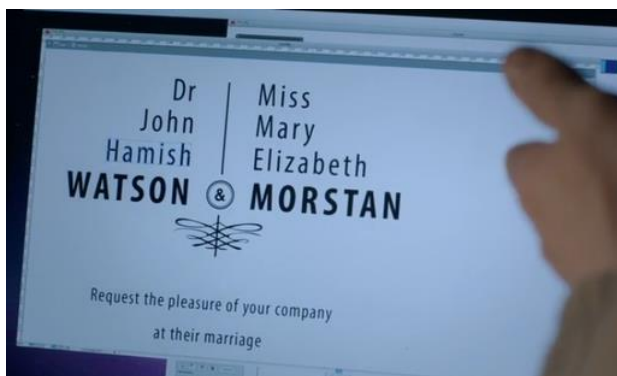 Dr
John
Hamish
WATSON
&
Miss
Mary
Elizabeth
MORSTAN
Request the pleasure of your company
at their marriage